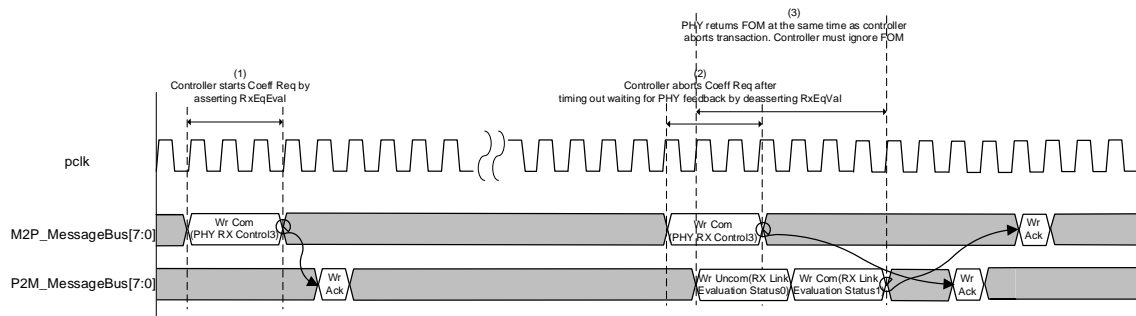 (3)
PHY returns FOM at the same time as controller
aborts transaction. Controller must ignore FOM
(1)
Controller starts Coeff Req by
asserting RxEqEval
(2)
Controller aborts Coeff Req after
timing out waiting for PHY feedback by deasserting RxEqVal
pclk
M2P_MessageBus[7:0]
Wr Com
(PHY RX Control3)
Wr Com
(PHY RX Control3)
Wr
Ack
P2M_MessageBus[7:0]
Wr
Ack
Wr Uncom(RX Link
Evaluation Status0)
Wr Com(RX Link
Evaluation Status1)
Wr
Ack